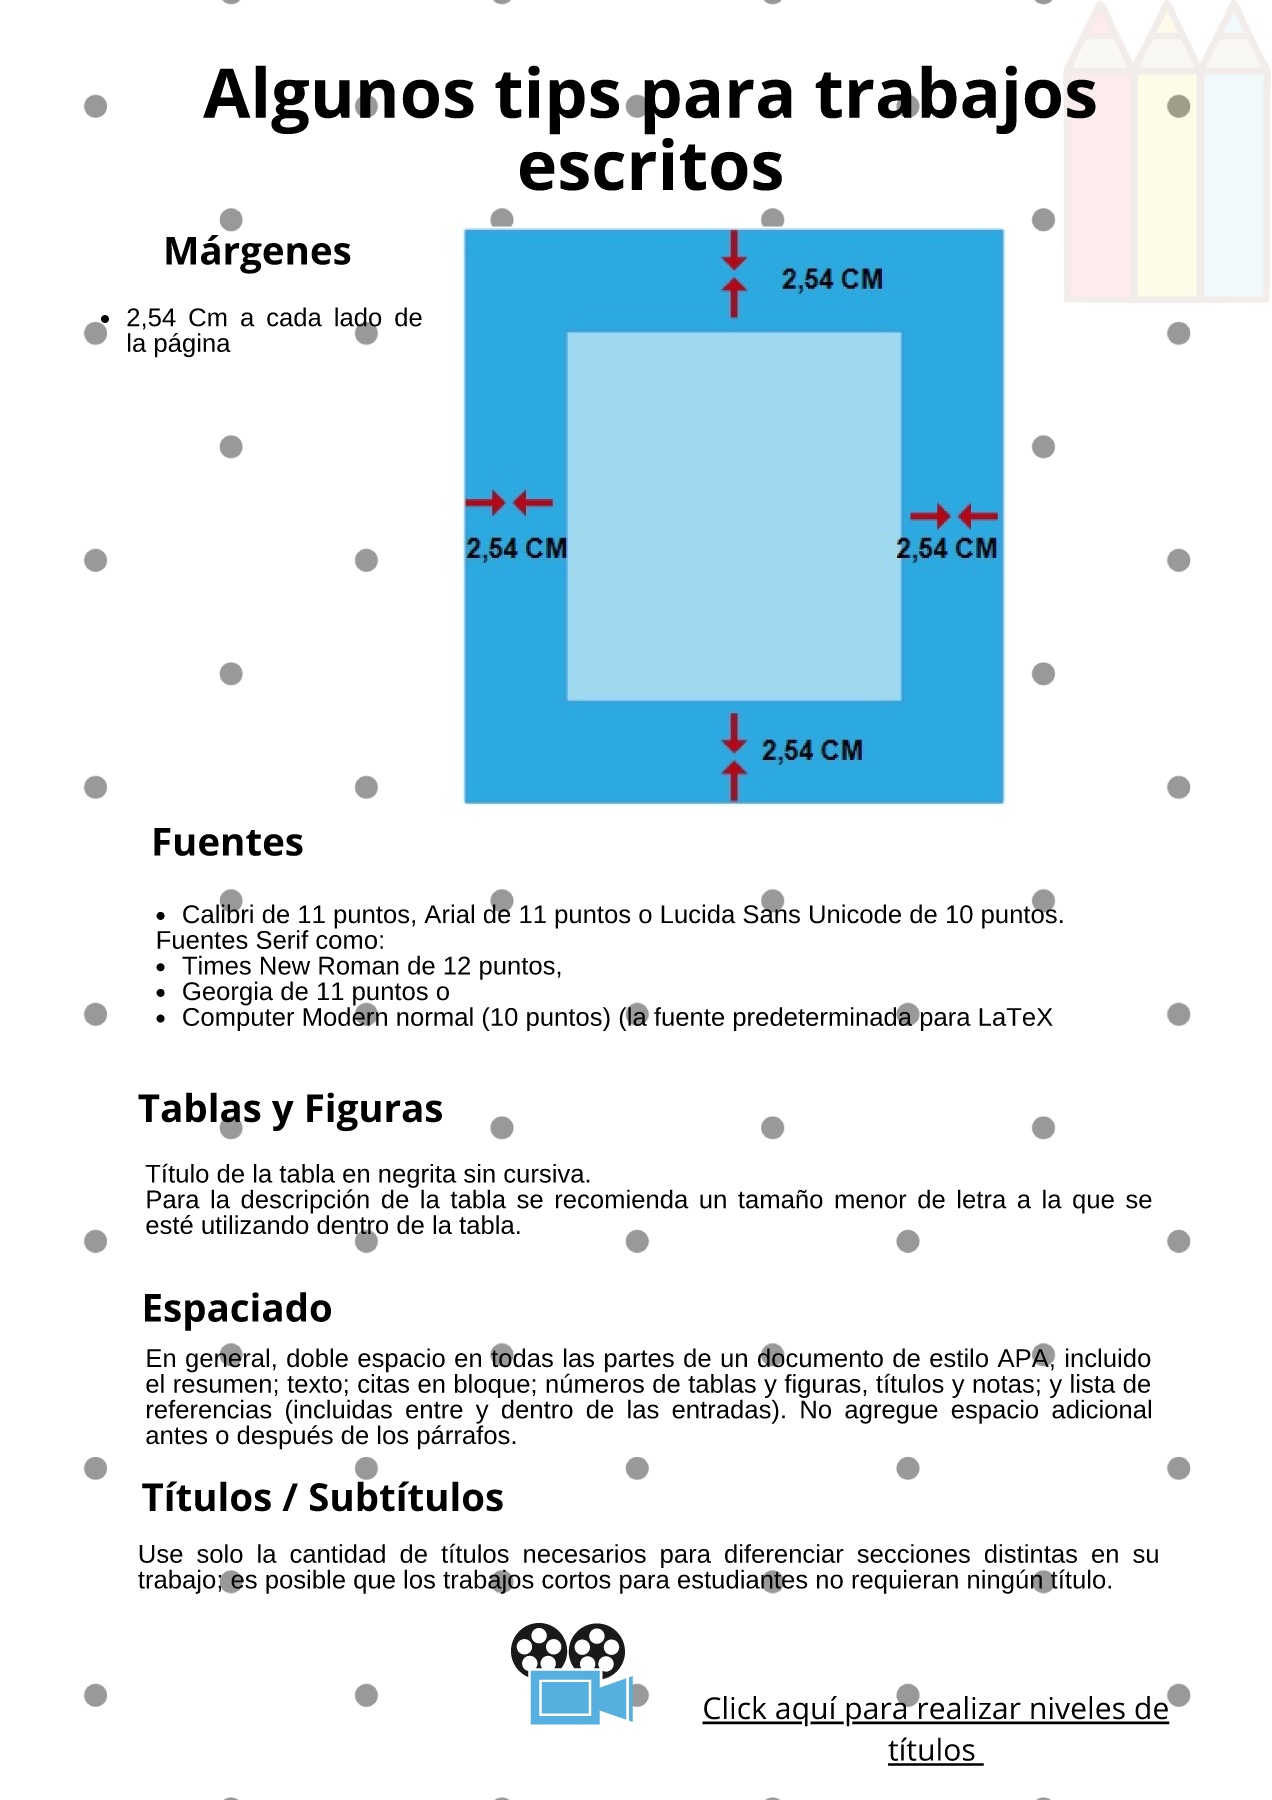 Algunos tips para trabajos
escritos
Márgenes
• 2,54 Cm a cada lado de
la página
2,54 CM
2,54 CM
2,54 CM
2,54 CM
Fuentes
• Calibri de 11 puntos, Arial de 11 puntos o Lucida Sans Unicode de 10 puntos.
Fuentes Serif como:
• Times New Roman de 12 puntos,
• Georgia de 11 puntos o
• Computer Modern normal (10 puntos) (la fuente predeterminada para LaTeX
Tablas y Figuras
Título de la tabla en negrita sin cursiva.
Para la descripción de la tabla se recomienda un tamaño menor de letra a la que se
esté utilizando dentro de la tabla.
Espaciado
En general, doble espacio en todas las partes de un documento de estilo APA, incluido
el resumen; texto; citas en bloque; números de tablas y figuras, títulos y notas; y lista de
referencias (incluidas entre y dentro de las entradas). No agregue espacio adicional
antes o después de los párrafos.
Títulos / Subtítulos
Use solo la cantidad de títulos necesarios para diferenciar secciones distintas en su
trabajo; es posible que los trabajos cortos para estudiantes no requieran ningún título.
Click aquí para realizar niveles de
títulos